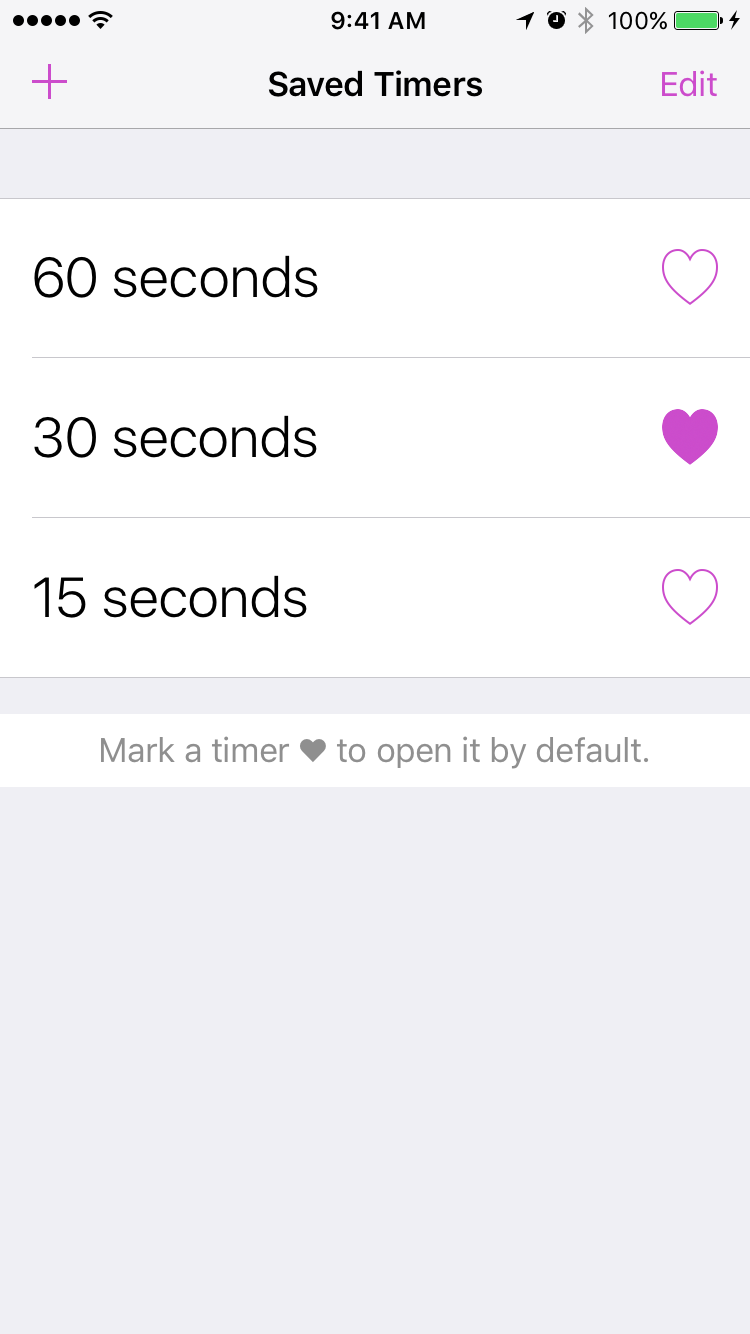 9:41 AM 100%
Saved Timers Edit
60 seconds
30 seconds
15 seconds
Mark a timer ♥ to open it by default.